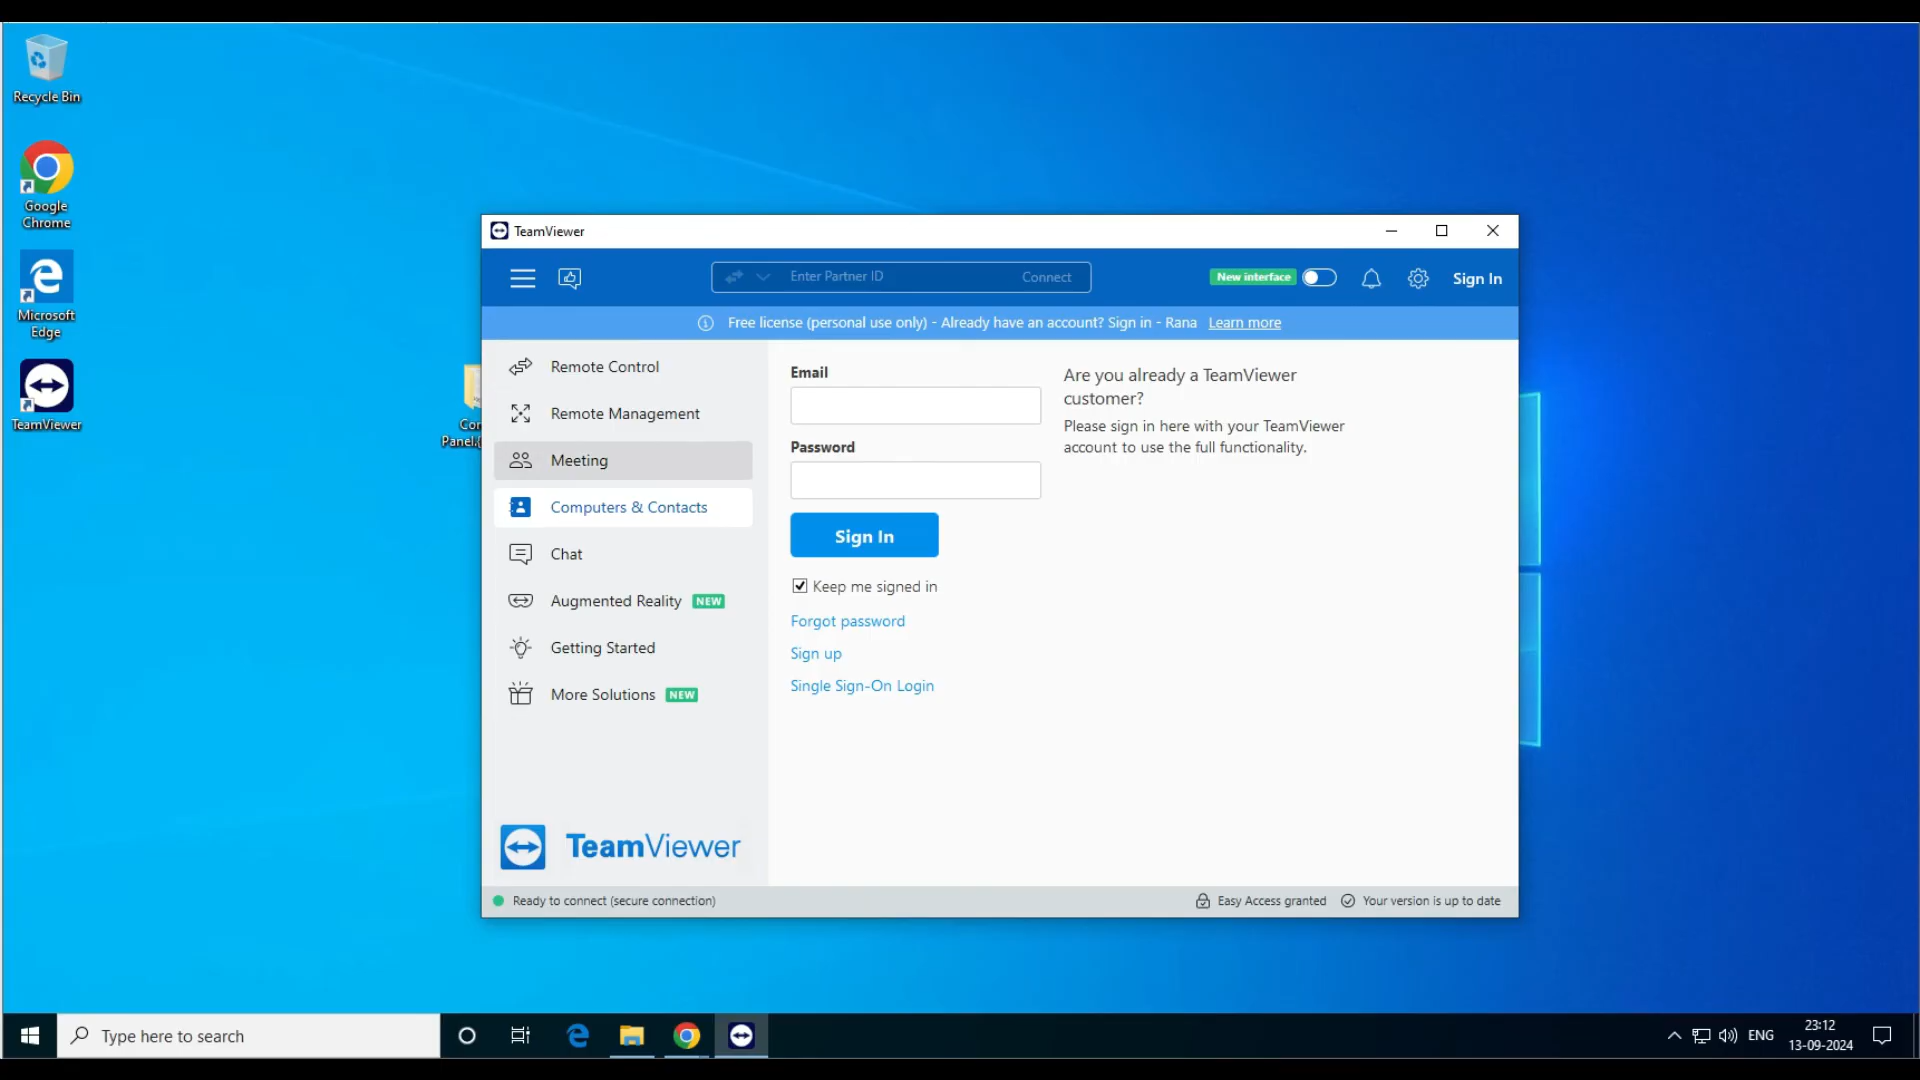 Recycle Bin
Google
Chrome
Microsoft
Edge
TeamViewer
Cor
Panel.{
TeamViewer
Enter Partner ID
Connect
New interface
Sign In
Free license (personal use only) - Already have an account? Sign in - Rana Learn more
Remote Control
Remote Management
Meeting
Computers & Contacts
Chat
Augmented Reality NEW
Getting Started
More Solutions NEW
TeamViewer
Email
Password
Sign In
Keep me signed in
Forgot password
Sign up
Single Sign-On Login
Are you already a TeamViewer
customer?
Please sign in here with your TeamViewer
account to use the full functionality.
Ready to connect (secure connection)
Easy Access granted
Your version is up to date
Type here to search
ENG
23:12
13-09-2024